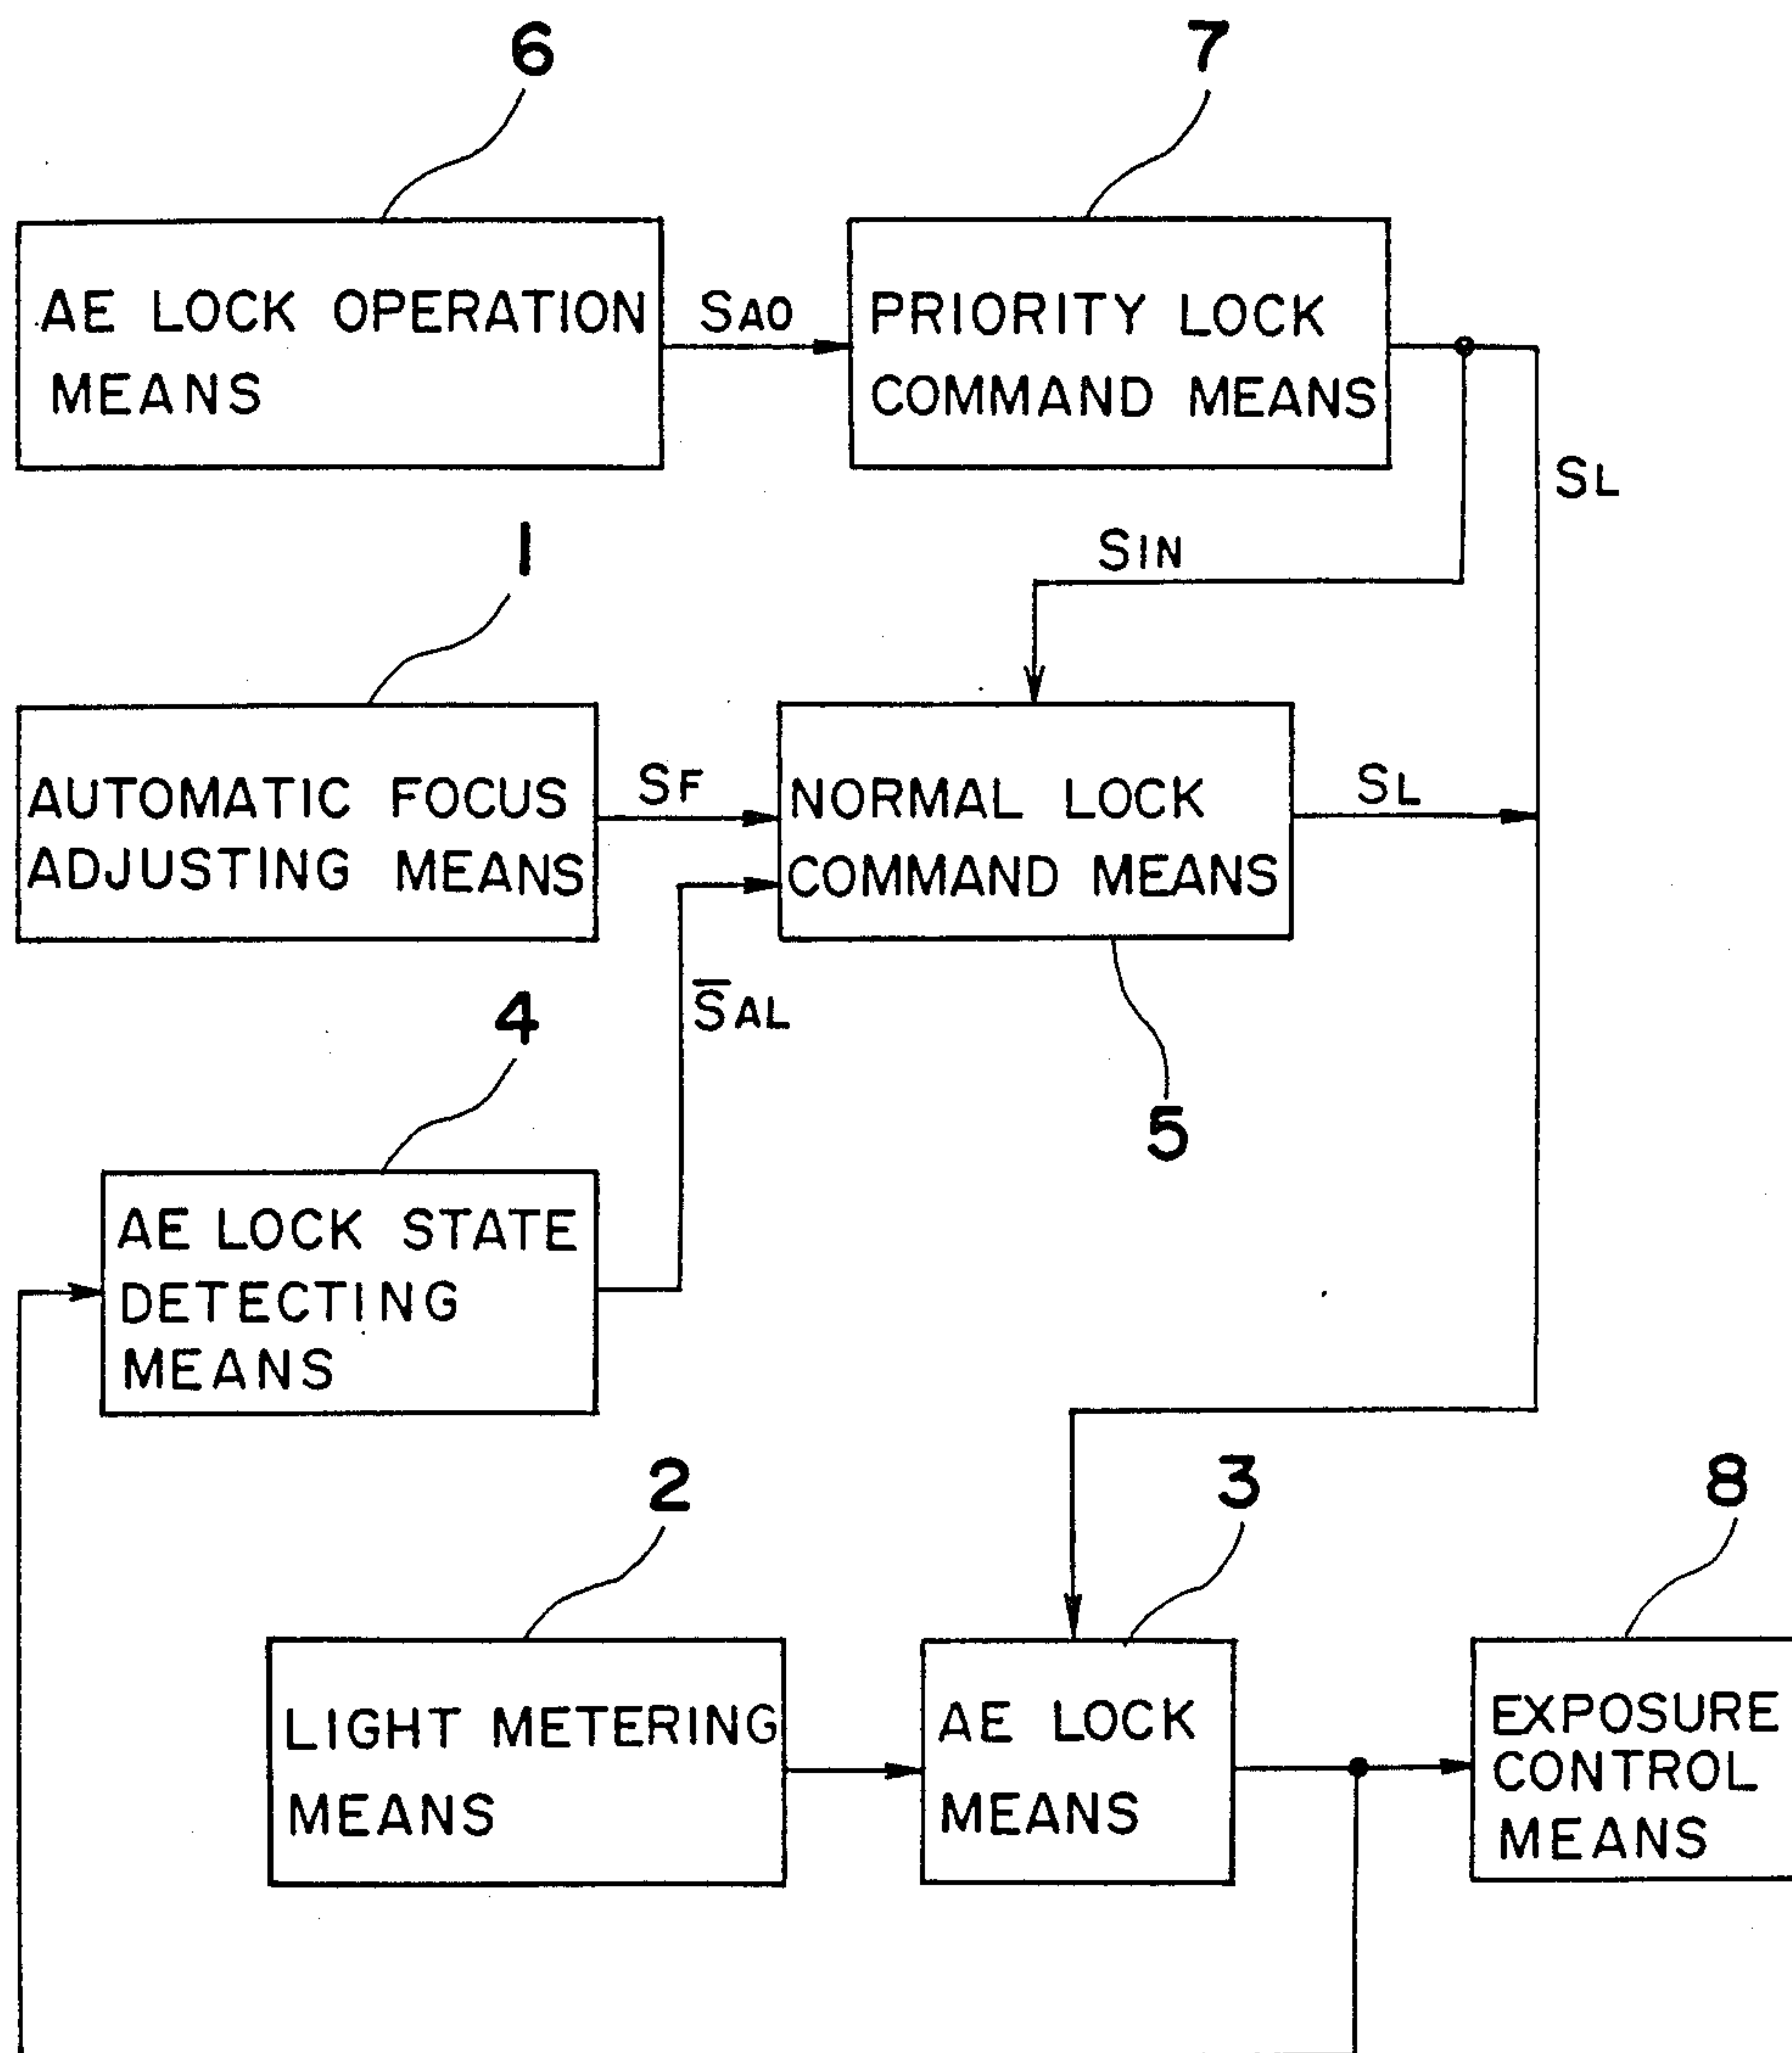 6
7
AE LOCK OPERATION
MEANS
SAO
PRIORITY LOCK
COMMAND MEANS
SL
SIN
1
AUTOMATIC FOCUS
ADJUSTING MEANS
SF
NORMAL LOCK
COMMAND MEANS
SL
S̅AL
5
4
AE LOCK STATE
DETECTING
MEANS
2
3
8
LIGHT METERING
MEANS
AE LOCK
MEANS
EXPOSURE
CONTROL
MEANS